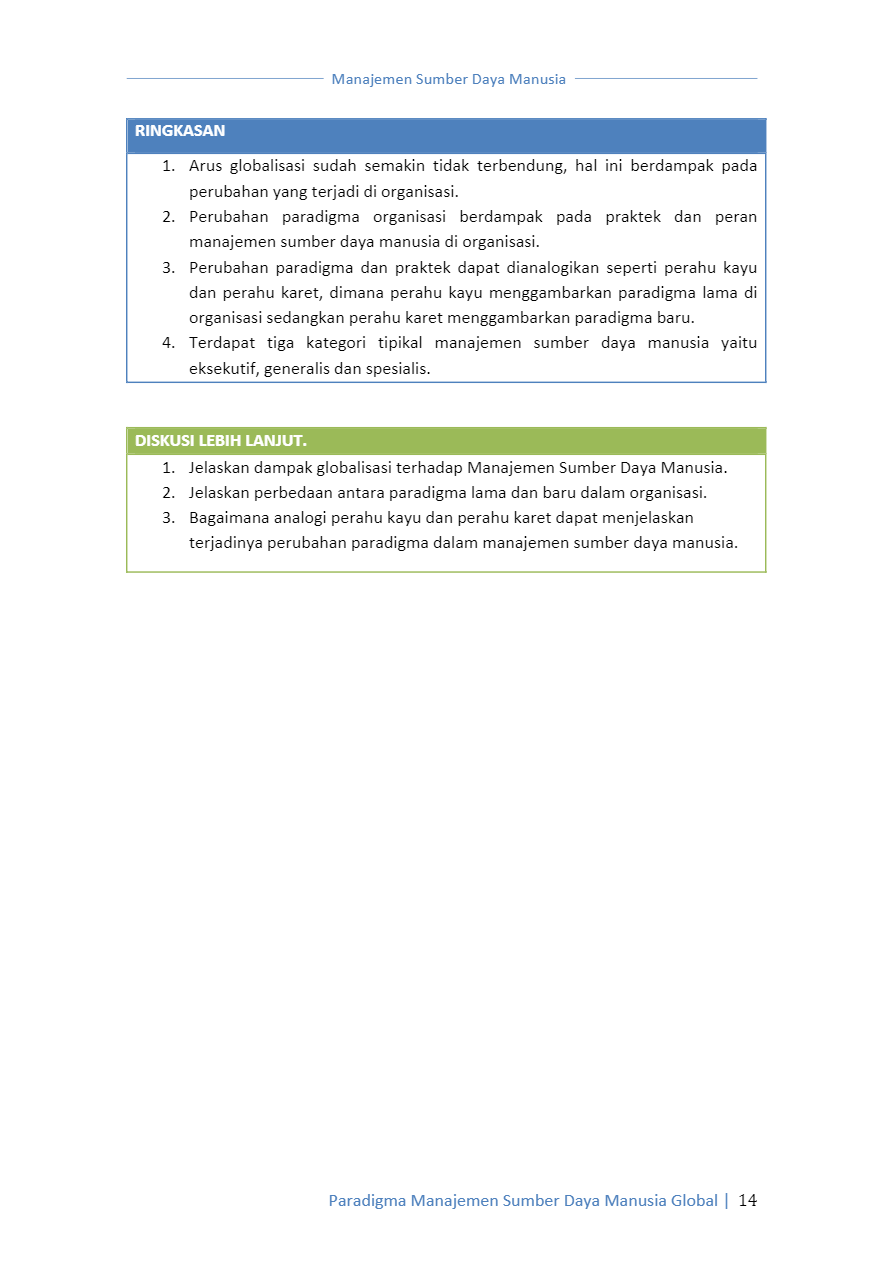 Manajemen Sumber Daya Manusia
RINGKASAN
1. Arus globalisasi sudah semakin tidak terbendung, hal ini berdampak pada
perubahan yang terjadi di organisasi.
2. Perubahan paradigma organisasi berdampak pada praktek dan peran
manajemen sumber daya manusia di organisasi.
3. Perubahan paradigma dan praktek dapat dianalogikan seperti perahu kayu
dan perahu karet, dimana perahu kayu menggambarkan paradigma lama di
organisasi sedangkan perahu karet menggambarkan paradigma baru.
4. Terdapat tiga kategori tipikal manajemen sumber daya manusia yaitu
eksekutif, generalis dan spesialis.
DISKUSI LEBIH LANJUT.
1. Jelaskan dampak globalisasi terhadap Manajemen Sumber Daya Manusia.
2. Jelaskan perbedaan antara paradigma lama dan baru dalam organisasi.
3. Bagaimana analogi perahu kayu dan perahu karet dapat menjelaskan
terjadinya perubahan paradigma dalam manajemen sumber daya manusia.
Paradigma Manajemen Sumber Daya Manusia Global | 14